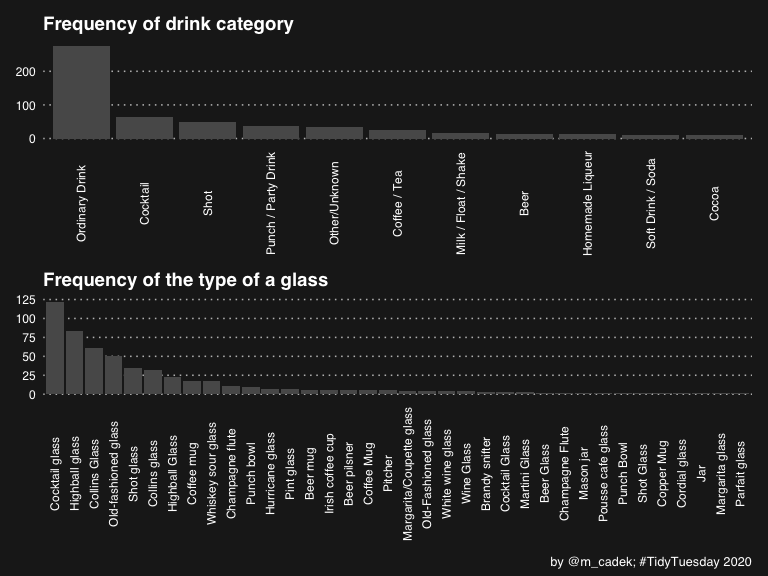 Frequency of drink category
200
100
0
Ordinary Drink
Cocktail
Shot
Punch / Party Drink
Other/Unknown
Coffee / Tea
Milk / Float / Shake
Beer
Homemade Liqueur
Soft Drink / Soda
Cocoa
Frequency of the type of a glass
125
100
75
50
25
0
Cocktail glass
Highball glass
Collins Glass
Old-fashioned glass
Shot glass
Collins glass
Highball Glass
Coffee mug
Whiskey sour glass
Champagne flute
Punch bowl
Hurricane glass
Pint glass
Beer mug
Irish coffee cup
Beer pilsner
Coffee Mug
Pitcher
Margarita/Coupette glass
Old-Fashioned glass
White wine glass
Wine Glass
Brandy snifter
Cocktail Glass
Martini Glass
Beer Glass
Champagne Flute
Mason jar
Pousse cafe glass
Punch Bowl
Shot Glass
Copper Mug
Cordial glass
Jar
Margarita glass
Parfait glass
by @m_cadek; #TidyTuesday 2020